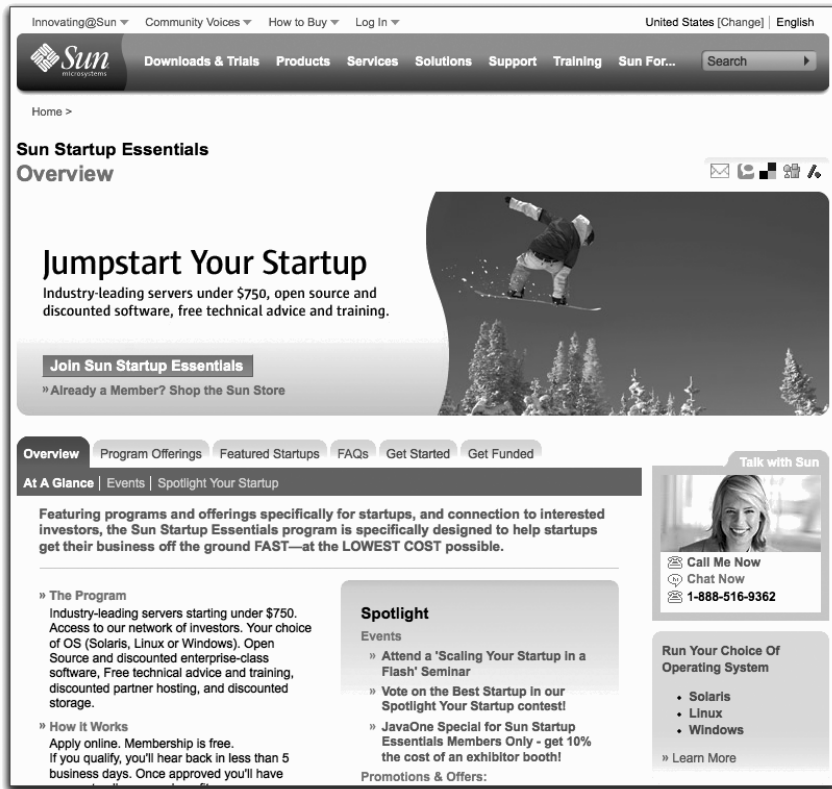 Innovating@Sun Community Voices How to Buy Log In United States [Change] | English
Sun
microsystems
Downloads & Trials Products Services Solutions Support Training Sun For... Search
Home >
Sun Startup Essentials
Overview
Jumpstart Your Startup
Industry-leading servers under $750, open source and
discounted software, free technical advice and training.
Join Sun Startup Essentials
» Already a Member? Shop the Sun Store
Overview Program Offerings Featured Startups FAQs Get Started Get Funded
At A Glance | Events | Spotlight Your Startup
Featuring programs and offerings specifically for startups, and connection to interested
investors, the Sun Startup Essentials program is specifically designed to help startups
get their business off the ground FAST—at the LOWEST COST possible.
» The Program
Industry-leading servers starting under $750.
Access to our network of investors. Your choice
of OS (Solaris, Linux or Windows). Open
Source and discounted enterprise-class
software, Free technical advice and training,
discounted partner hosting, and discounted
storage.
» How it Works
Apply online. Membership is free.
If you qualify, you'll hear back in less than 5
business days. Once approved you'll have
Spotlight
Events
» Attend a 'Scaling Your Startup in a
Flash' Seminar
» Vote on the Best Startup in our
Spotlight Your Startup contest!
» JavaOne Special for Sun Startup
Essentials Members Only - get 10%
the cost of an exhibitor booth!
Promotions & Offers:
Talk with Sun
Call Me Now
Chat Now
1-888-516-9362
Run Your Choice Of
Operating System
• Solaris
• Linux
• Windows
» Learn More